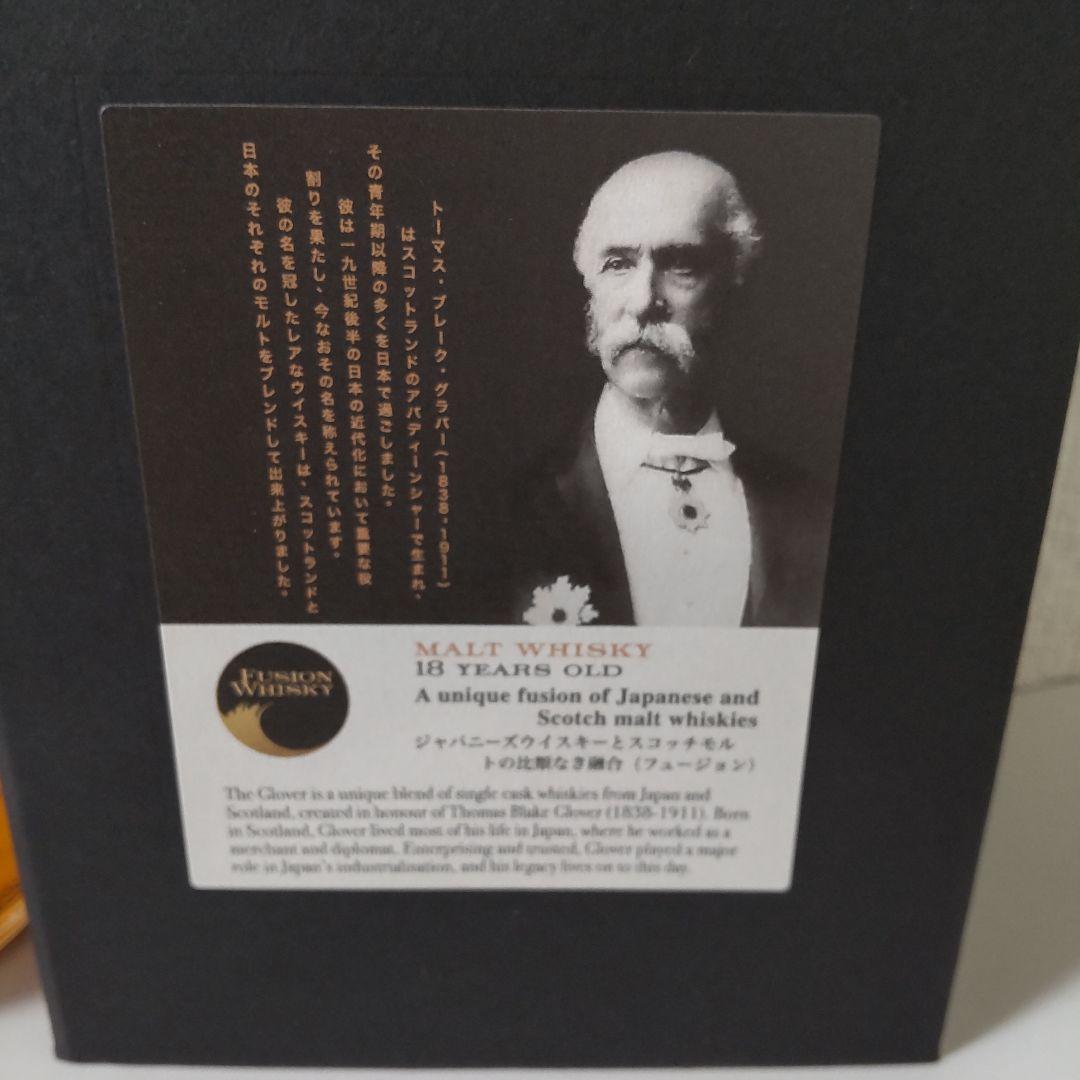 トーマス・ブレーク・グラバー(1838-1911)
はスコットランドのアバディーンシャーで生まれ、
その青年期以降の多くを日本で過ごしました。
彼は一九世紀後半の日本の近代化において重要な役
割りを果たし、今なおその名を称えられています。
彼の名を冠したレアなウイスキーは、スコットランドと
日本のそれぞれのモルトをブレンドして出来上がりました。
FUSION
WHISKY
MALT WHISKY
18 YEARS OLD
A unique fusion of Japanese and
Scotch malt whiskies
ジャパニーズウイスキーとスコッチモル
トの比類なき融合（フュージョン）
The Glover is a unique blend of single cask whiskies from Japan and
Scotland, created in honour of Thomas Blake Glover (1838-1911). Born
in Scotland, Glover lived most of his life in Japan, where he worked as a
merchant and diplomat. Enterprising and trusted, Glover played a major
role in Japan's industrialisation, and his legacy lives on to this day.